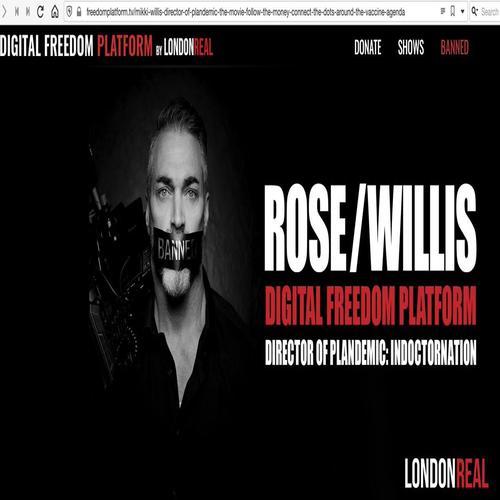 freedomplatform.tv/mikki-willis-director-of-plandemic-the-movie-follow-the-money-connect-the-dots-around-the-vaccine-agenda
Search
DIGITAL FREEDOM PLATFORM BY LONDONREAL
DONATE SHOWS BANNED
BANNED
ROSE/WILLIS
DIGITAL FREEDOM PLATFORM
DIRECTOR OF PLANDEMIC: INDOCTORNATION
LONDONREAL